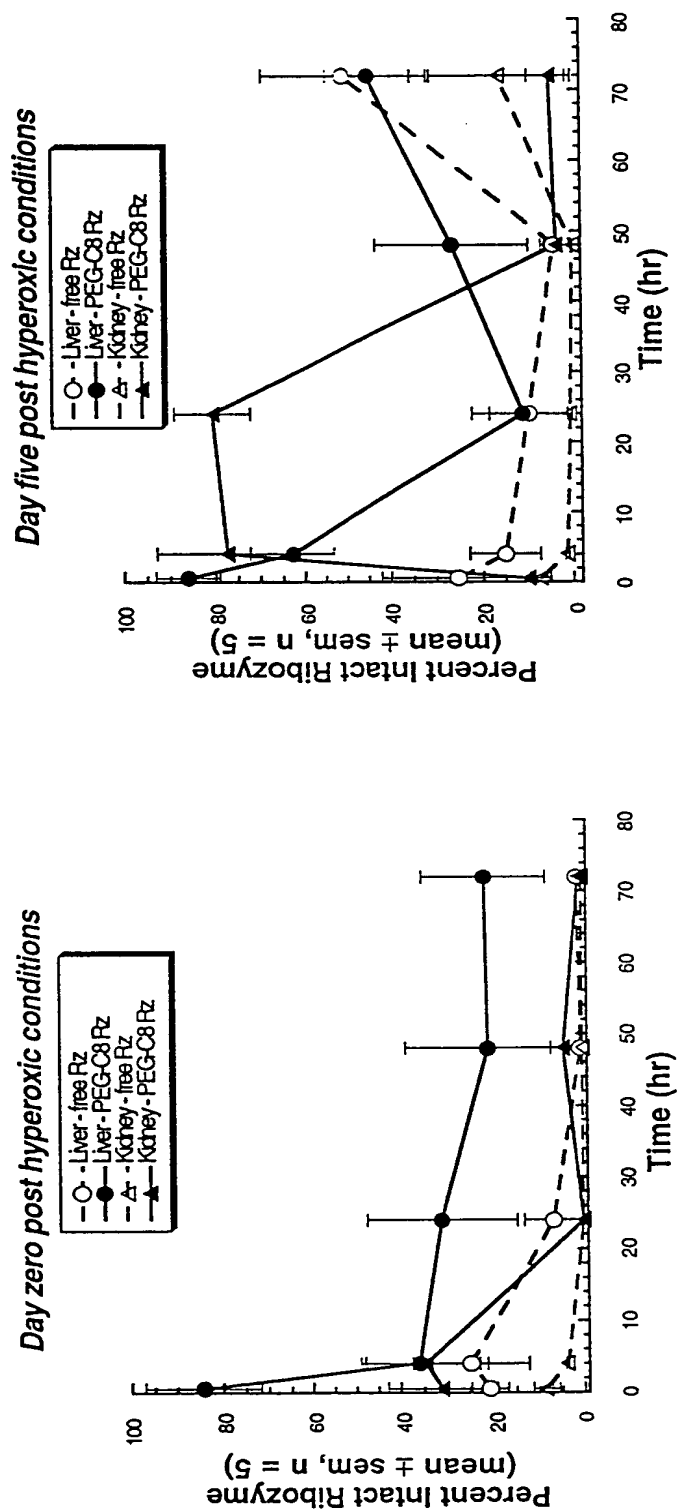 Day zero post hyperoxic conditions
- Liver - free Rz
Liver - PEG-C8 Rz
- Kidney - free Rz
Kidney - PEG-C8 Rz
Percent Intact Ribozyme
(mean ± sem, n = 5)
100
80
60
40
20
0
0
10
20
30
40
50
60
70
80
Time (hr)
Day five post hyperoxic conditions
- Liver - free Rz
Liver - PEG-C8 Rz
- Kidney - free Rz
Kidney - PEG-C8 Rz
Percent Intact Ribozyme
(mean ± sem, n = 5)
100
80
60
40
20
0
0
10
20
30
40
50
60
70
80
Time (hr)